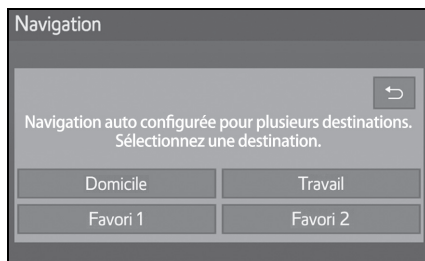 Navigation
Navigation auto configurée pour plusieurs destinations.
Sélectionnez une destination.
Domicile
Travail
Favori 1
Favori 2